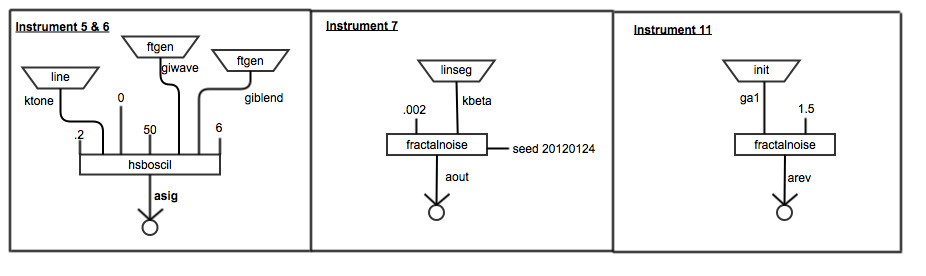 Instrument 5 & 6
ftgen
giwave
ftgen
giblend
line
ktone
0
.2
50
6
hsboscil
asig
Instrument 7
linseg
kbeta
.002
fractalnoise
seed 20120124
aout
Instrument 11
init
ga1
1.5
fractalnoise
arev